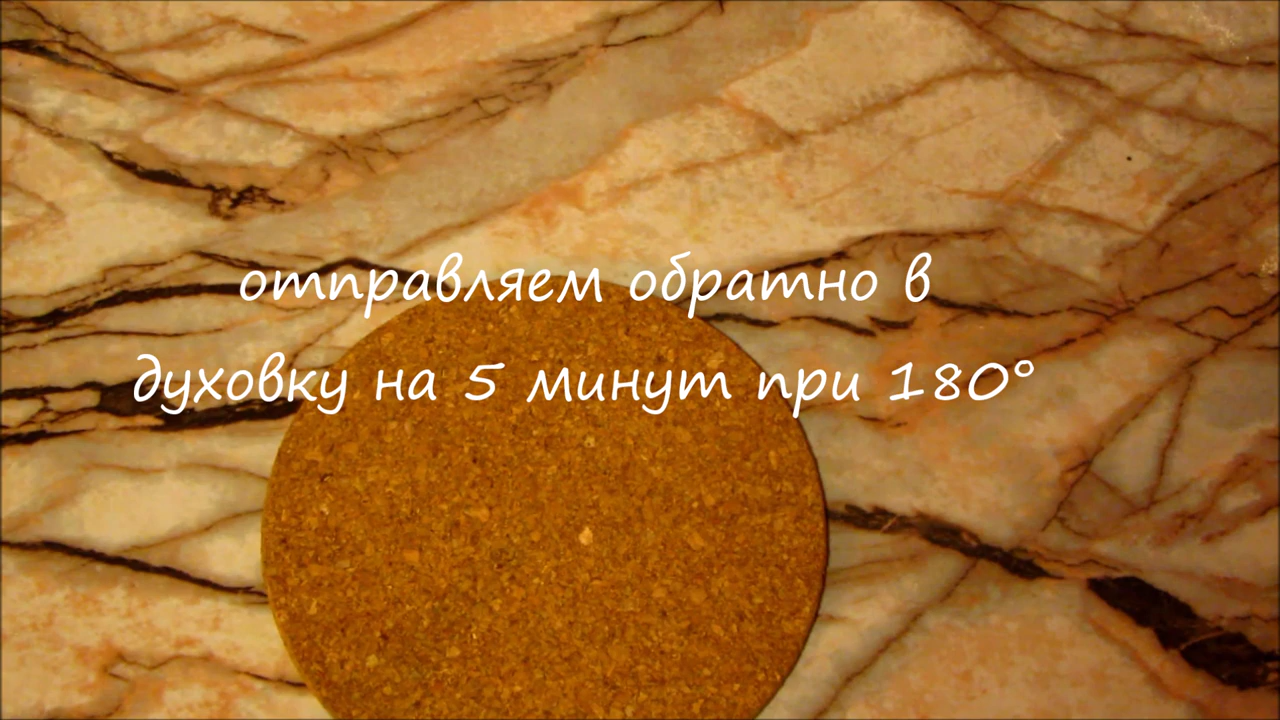 отправляем обратно в
духовку на 5 минут при 180°